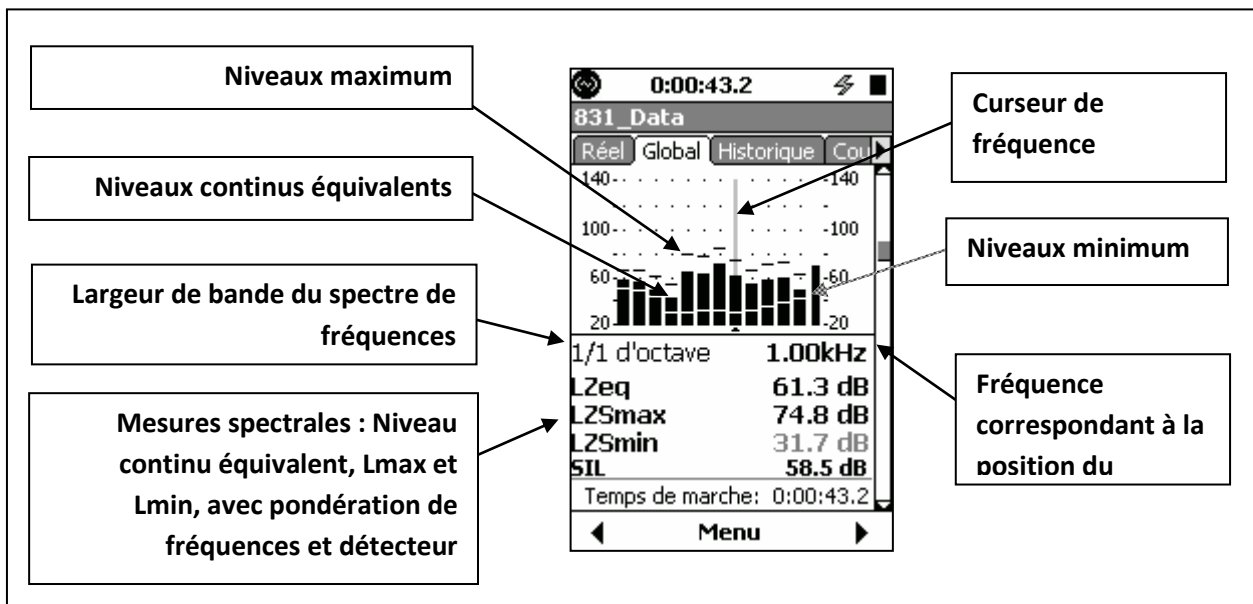 Niveaux maximum
Niveaux continus équivalents
Largeur de bande du spectre de
fréquences
Mesures spectrales : Niveau
continu équivalent, Lmax et
Lmin, avec pondération de
fréquences et détecteur
0:00:43.2
831_Data
Réel Global Historique Cou
140 -140
100 -100
60 -60
20 -20
1/1 d'octave 1.00kHz
LZeq 61.3 dB
LZSmax 74.8 dB
LZSmin 31.7 dB
SIL 58.5 dB
Temps de marche: 0:00:43.2
Menu
Curseur de
fréquence
Niveaux minimum
Fréquence
correspondant à la
position du